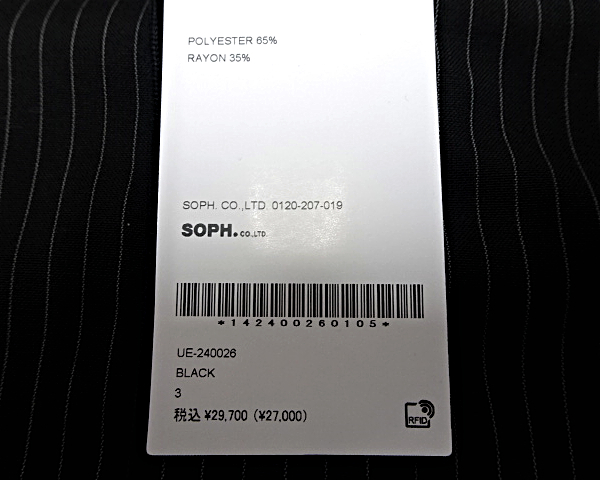 POLYESTER 65%
RAYON 35%
SOPH. CO.,LTD. 0120-207-019
SOPH. CO.,LTD.
*142400260105*
UE-240026
BLACK
3
税込 ¥29,700 (¥27,000)
RFID